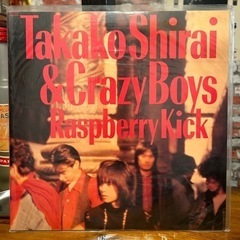 Takako Shirai
& Crazy Boys
Raspberry Kick